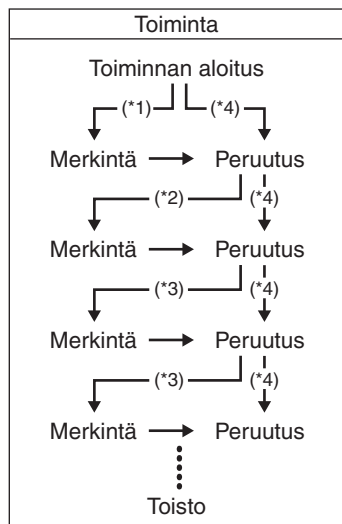 Toiminta
Toiminnan aloitus
(*1) (*4)
Merkintä Peruutus
(*2) (*4)
Merkintä Peruutus
(*3) (*4)
Merkintä Peruutus
(*3) (*4)
Merkintä Peruutus
Toisto